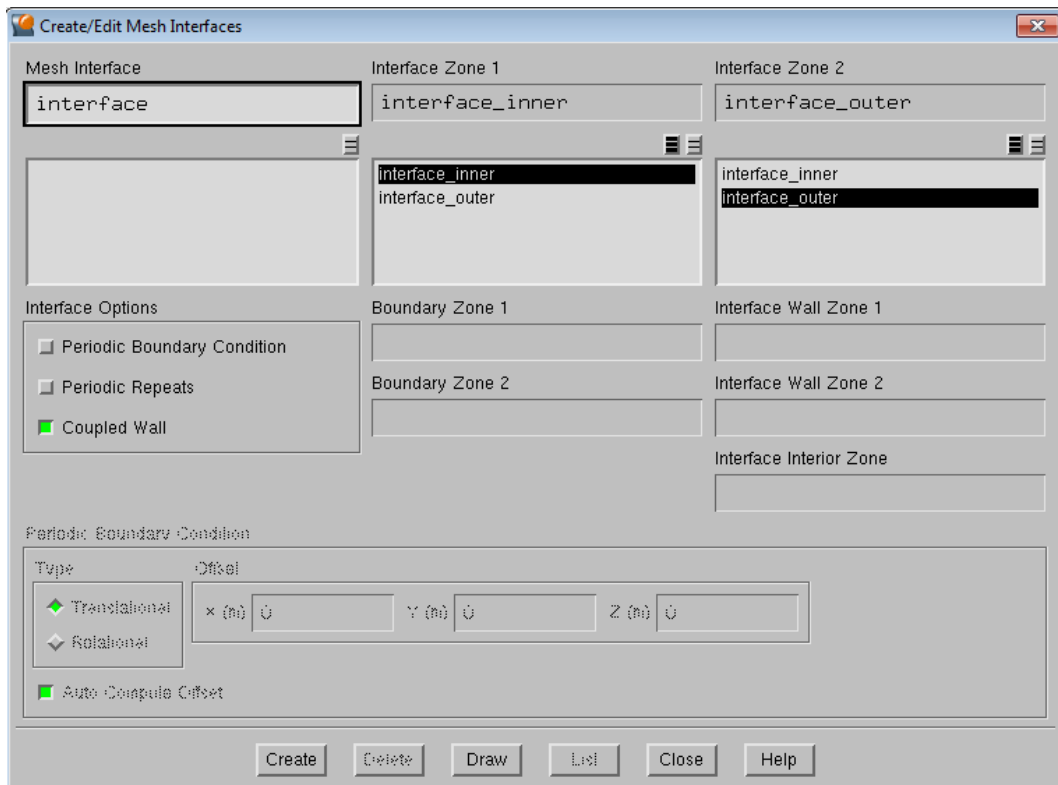 Create/Edit Mesh Interfaces
Mesh Interface
Interface Zone 1
Interface Zone 2
interface
interface_inner
interface_outer
interface_inner
interface_outer
interface_inner
interface_outer
Interface Options
Boundary Zone 1
Interface Wall Zone 1
Periodic Boundary Condition
Periodic Repeats
Boundary Zone 2
Interface Wall Zone 2
Coupled Wall
Interface Interior Zone
Periodic Boundary Condition
Type
Offset
Translational
X (m) 0
Y (m) 0
Z (m) 0
Rotational
Auto Compute Offset
Create
Delete
Draw
List
Close
Help